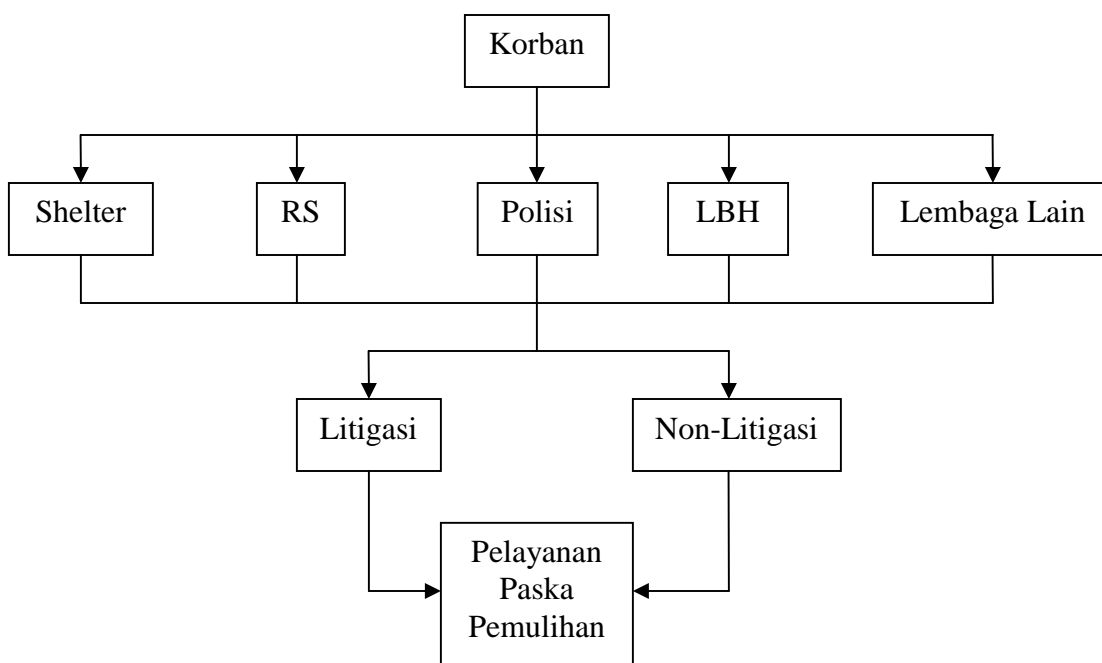 Korban
Shelter
RS
Polisi
LBH
Lembaga Lain
Litigasi
Non-Litigasi
Pelayanan
Paska
Pemulihan